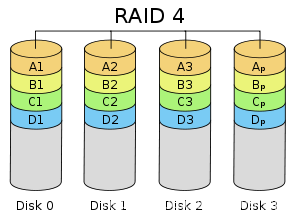 RAID 4
A1 A2 A3 Ap
B1 B2 B3 Bp
C1 C2 C3 Cp
D1 D2 D3 Dp
Disk 0 Disk 1 Disk 2 Disk 3